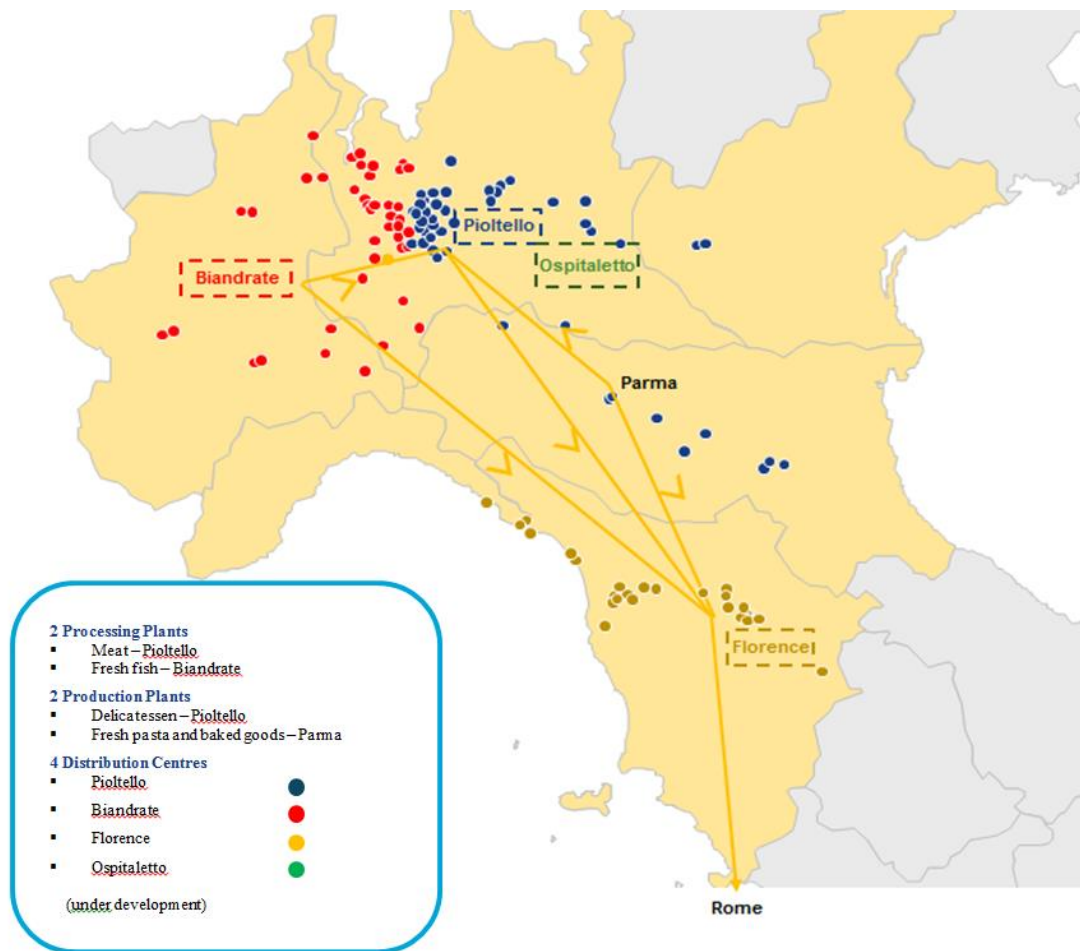 Pioltello
Ospitaletto
Biandrate
Parma
Florence
2 Processing Plants
▪ Meat – Pioltello
▪ Fresh fish – Biandrate
2 Production Plants
▪ Delicatessen – Pioltello
▪ Fresh pasta and baked goods – Parma
4 Distribution Centres
▪ Pioltello
▪ Biandrate
▪ Florence
▪ Ospitaletto
(under development)
Rome